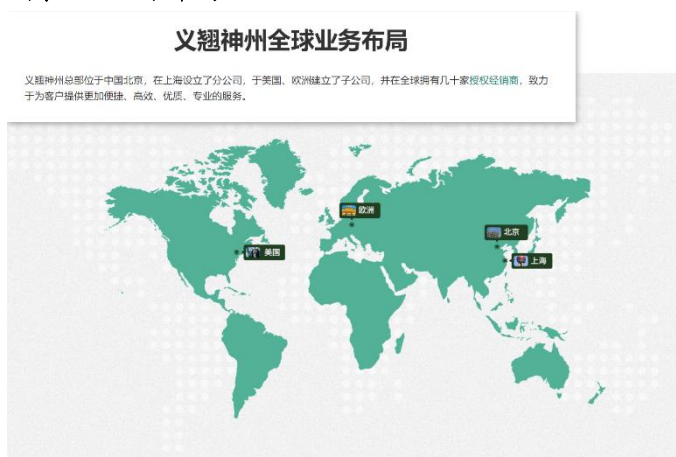 义翘神州全球业务布局
义翘神州总部位于中国北京，在上海设立了分公司，于美国、欧洲建立了子公司，并在全球拥有几十家授权经销商，致力
于为客户提供更加便捷、高效、优质、专业的服务。
欧洲
北京
美国
上海